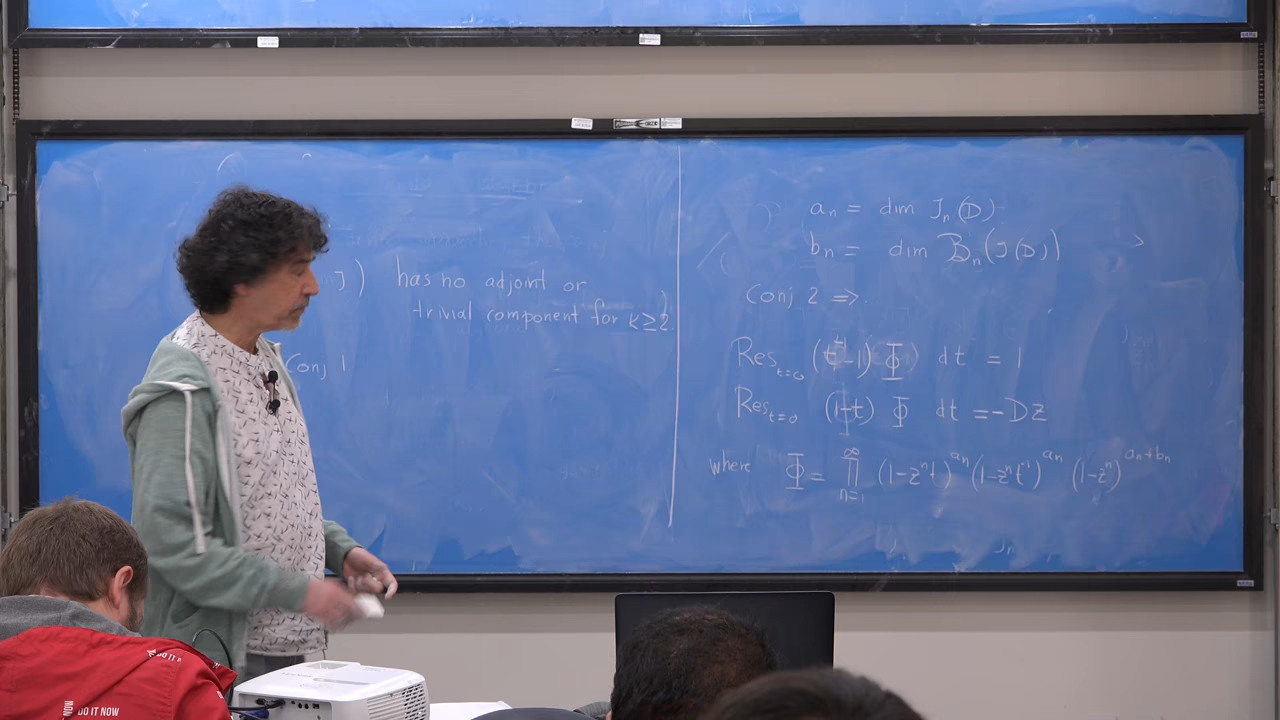 J) has no adjoint or
trivial component for k≥2.
Conj 1
aₙ = dim Jₙ(D)
bₙ = dim Bₙ(J(D))
Conj 2 ⇒
Res_{t=0} (t⁻¹-1) Φ dt = 1
Res_{t=0} (1-t) Φ dt = -Dz
where Φ = ∏_{n=1}^{∞} (1-zⁿt)^{aₙ} (1-zⁿt⁻¹)^{aₙ} (1-zⁿ)^{aₙ+bₙ}
DO IT NOW